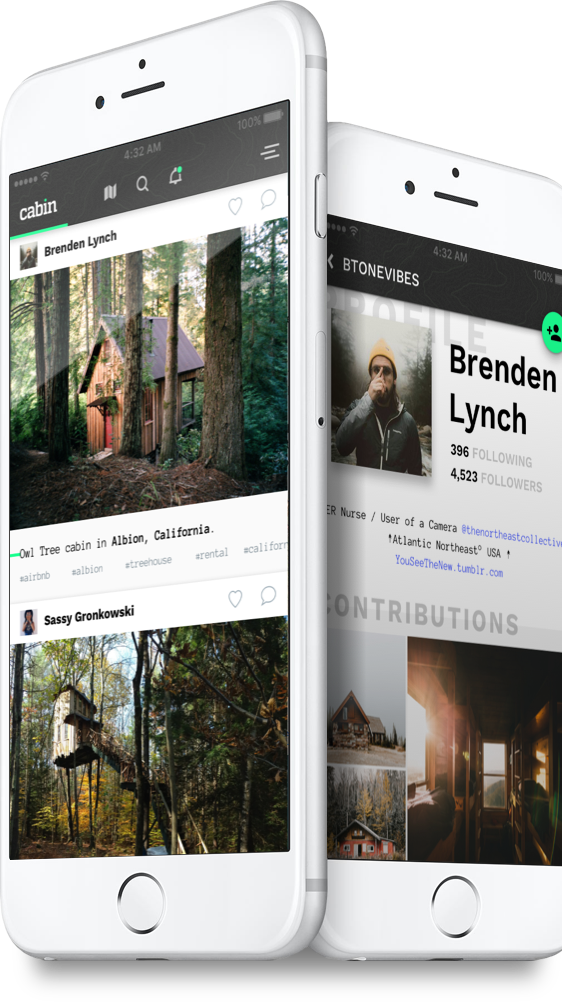 100%
4:32 AM
cabin
Brenden Lynch
Owl Tree cabin in Albion, California.
#airbnb #albion #treehouse #rental #californ
Sassy Gronkowski
4:32 AM
100%
BTONEVIBES
PROFILE
Brenden
Lynch
396 FOLLOWING
4,523 FOLLOWERS
ER Nurse / User of a Camera @thenortheastcollective
↟Atlantic Northeast° USA ↟
YouSeeTheNew.tumblr.com
CONTRIBUTIONS